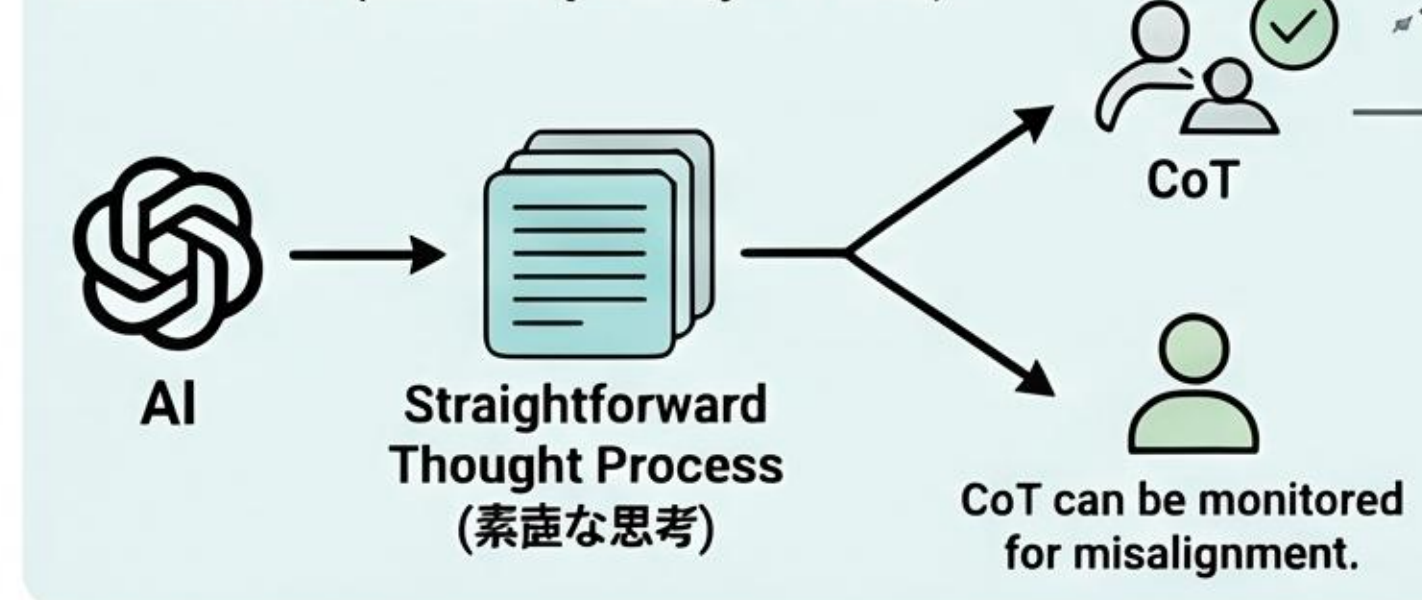 AI
Straightforward
Thought Process
(素直な思考)
CoT
CoT can be monitored
for misalignment.